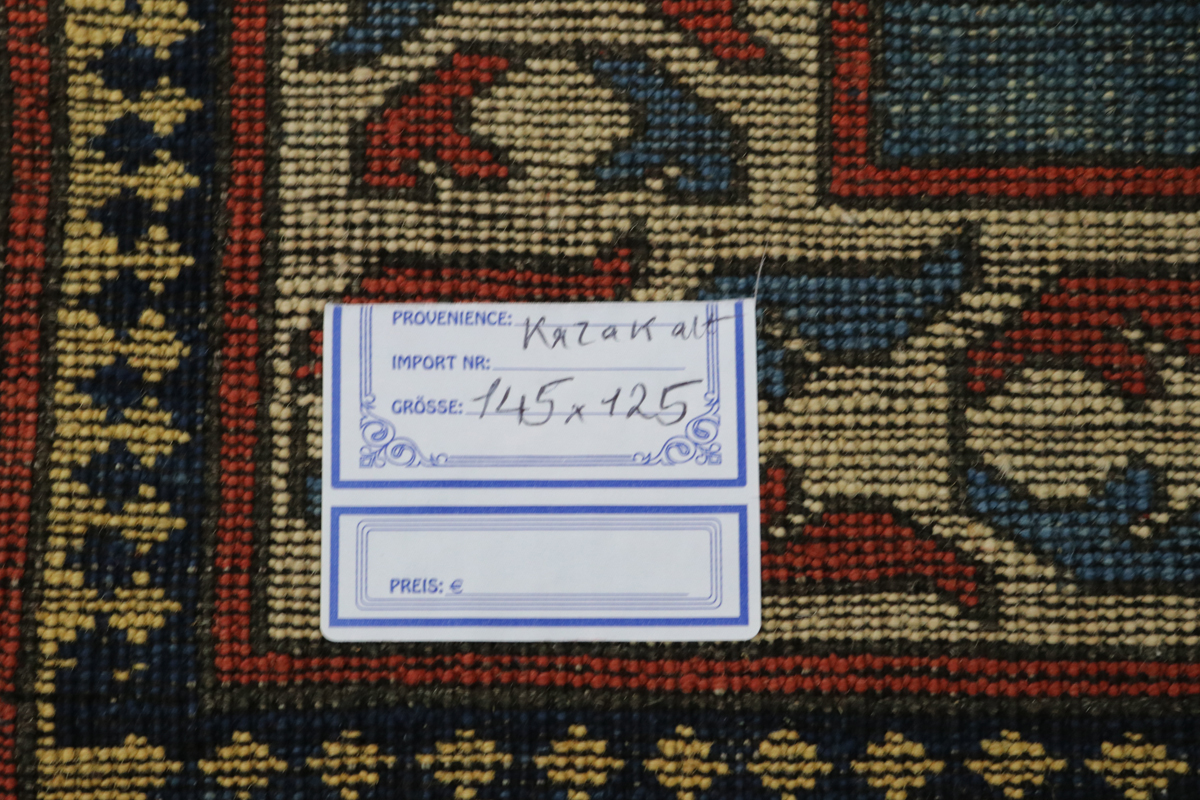 PROVENIENCE: Kazak alt
IMPORT NR:
GRÖSSE: 145 x 125
PREIS: €